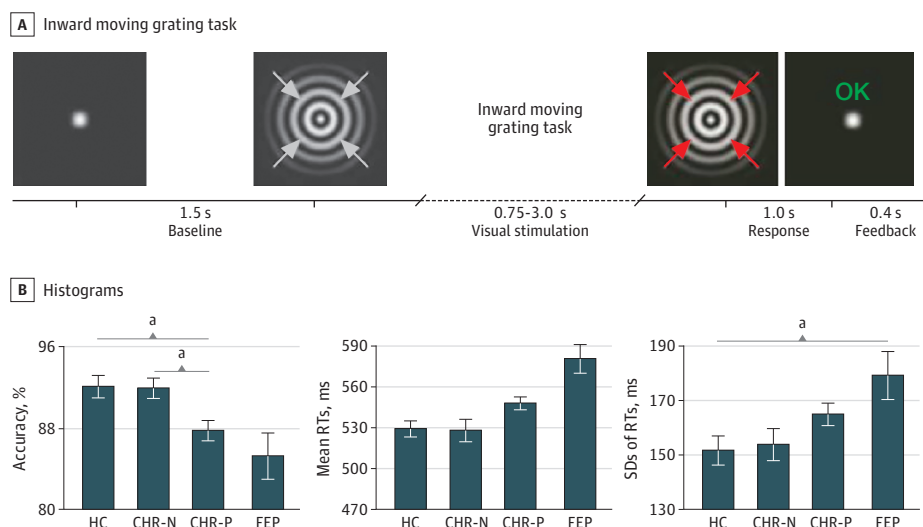 A Inward moving grating task
Inward moving
grating task
OK
1.5 s
Baseline
0.75-3.0 s
Visual stimulation
1.0 s
Response
0.4 s
Feedback
B Histograms
Accuracy, %
96
88
80
a
a
HC CHR-N CHR-P FEP
Mean RTs, ms
590
560
530
500
470
HC CHR-N CHR-P FEP
SDs of RTs, ms
190
170
150
130
a
HC CHR-N CHR-P FEP